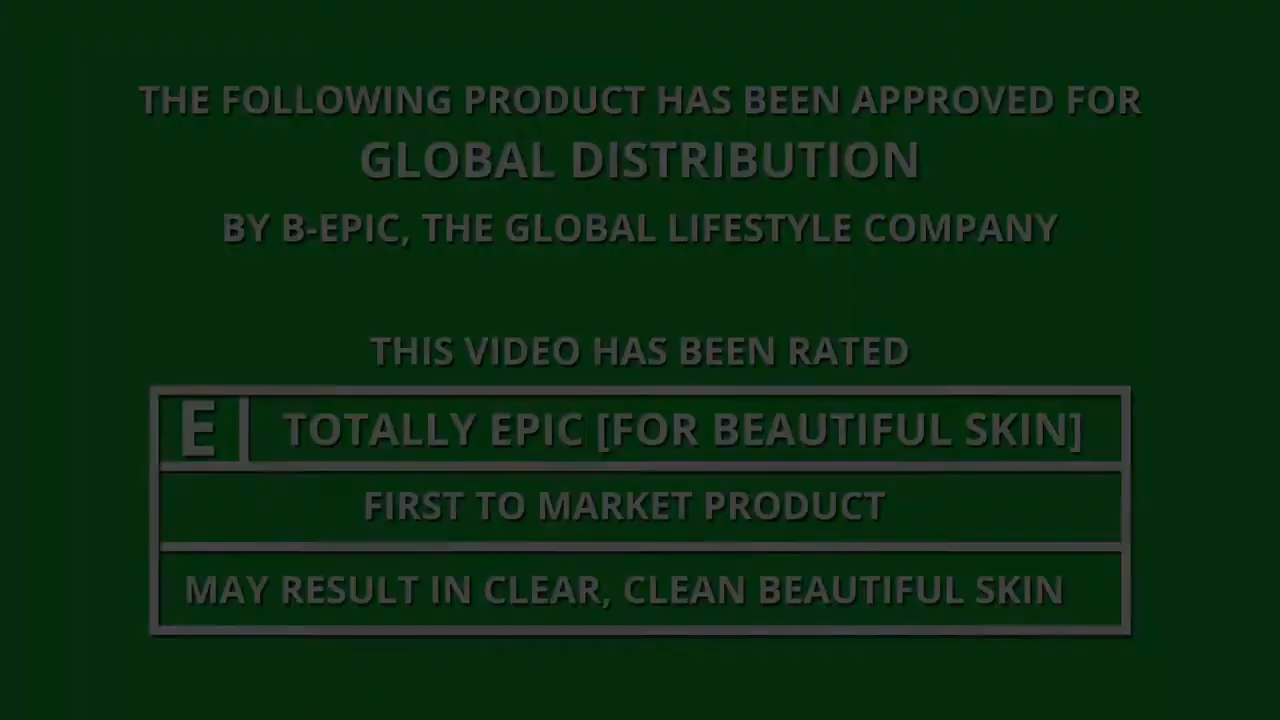 THE FOLLOWING PRODUCT HAS BEEN APPROVED FOR
GLOBAL DISTRIBUTION
BY B-EPIC, THE GLOBAL LIFESTYLE COMPANY
THIS VIDEO HAS BEEN RATED
E TOTALLY EPIC [FOR BEAUTIFUL SKIN]
FIRST TO MARKET PRODUCT
MAY RESULT IN CLEAR, CLEAN BEAUTIFUL SKIN